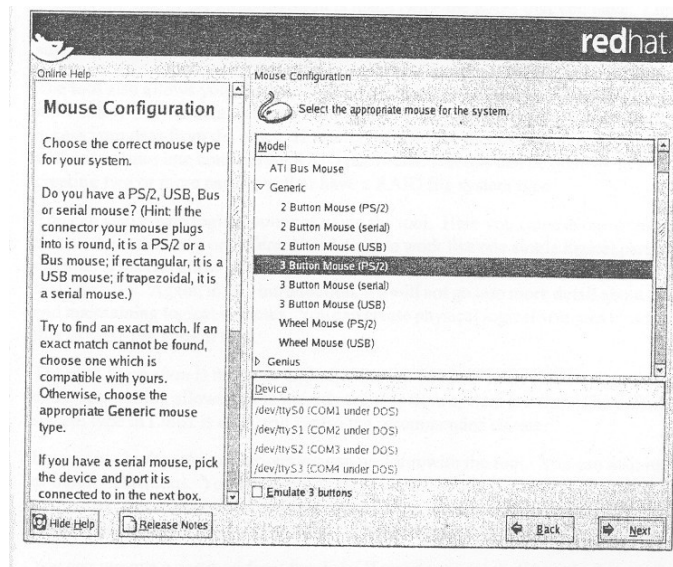 redhat.
Online Help
Mouse Configuration
Choose the correct mouse type
for your system.
Do you have a PS/2, USB, Bus
or serial mouse? (Hint: If the
connector your mouse plugs
into is round, it is a PS/2 or a
Bus mouse; if rectangular, it is a
USB mouse; if trapezoidal, it is
a serial mouse.)
Try to find an exact match. If an
exact match cannot be found,
choose one which is
compatible with yours.
Otherwise, choose the
appropriate Generic mouse
type.
If you have a serial mouse, pick
the device and port it is
connected to in the next box.
Mouse Configuration
Select the appropriate mouse for the system.
Model
ATI Bus Mouse
Generic
2 Button Mouse (PS/2)
2 Button Mouse (serial)
2 Button Mouse (USB)
3 Button Mouse (PS/2)
3 Button Mouse (serial)
3 Button Mouse (USB)
Wheel Mouse (PS/2)
Wheel Mouse (USB)
Genius
Device
/dev/ttyS0 (COM1 under DOS)
/dev/ttyS1 (COM2 under DOS)
/dev/ttyS2 (COM3 under DOS)
/dev/ttyS3 (COM4 under DOS)
Emulate 3 buttons
Hide Help
Release Notes
Back
Next